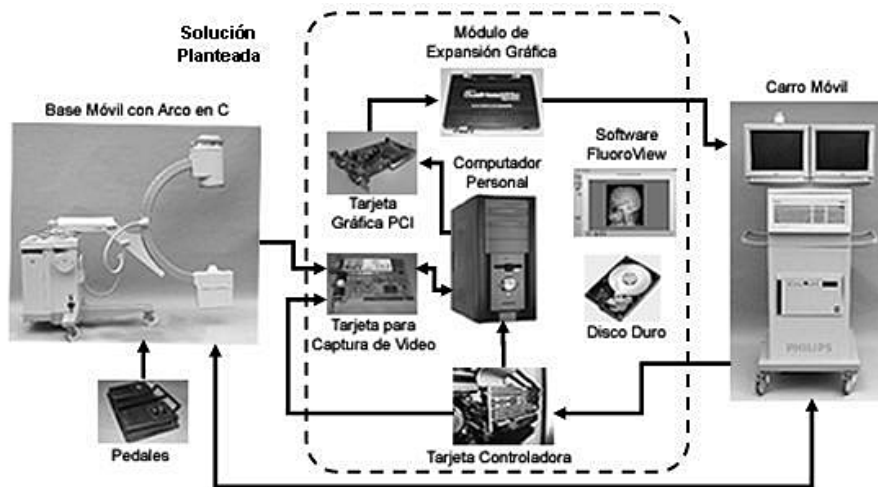 Solución
Planteada
Módulo de
Expansión Gráfica
Base Móvil con Arco en C
Carro Móvil
Software
FluoroView
Computador
Personal
Tarjeta
Gráfica PCI
Tarjeta para
Captura de Video
Disco Duro
PHILIPS
Pedales
Tarjeta Controladora